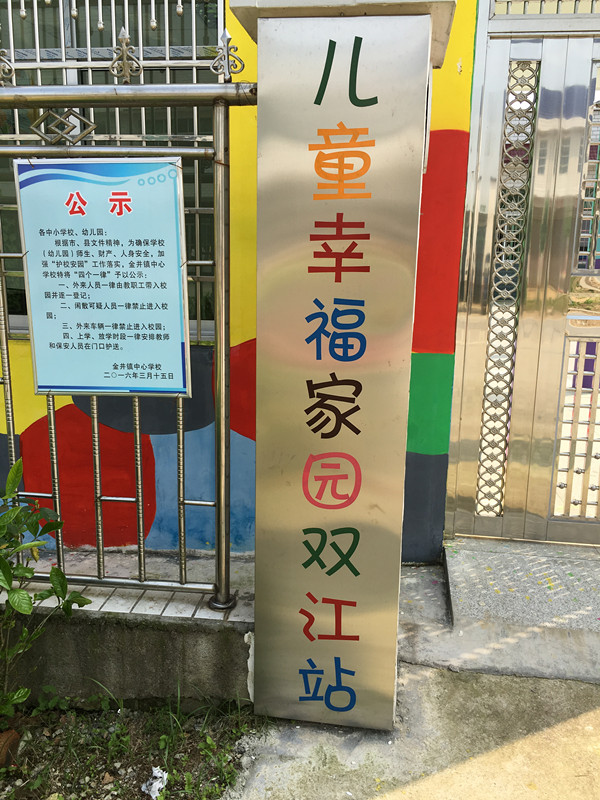 公示
各中小学校、幼儿园：
根据市、县文件精神，为确保学校
（幼儿园）师生、财产、人身安全，加
强“护校安园”工作落实，金井镇中心
学校特将“四个一律”予以公示：
一、外来人员一律由教职工带入校
园并逐一登记；
二、闲散可疑人员一律禁止进入校
园；
三、外来车辆一律禁止进入校园；
四、上学、放学时段一律安排教师
和保安人员在门口护送。
金井镇中心学校
二〇一六年三月十五日
儿童幸福家园双江站